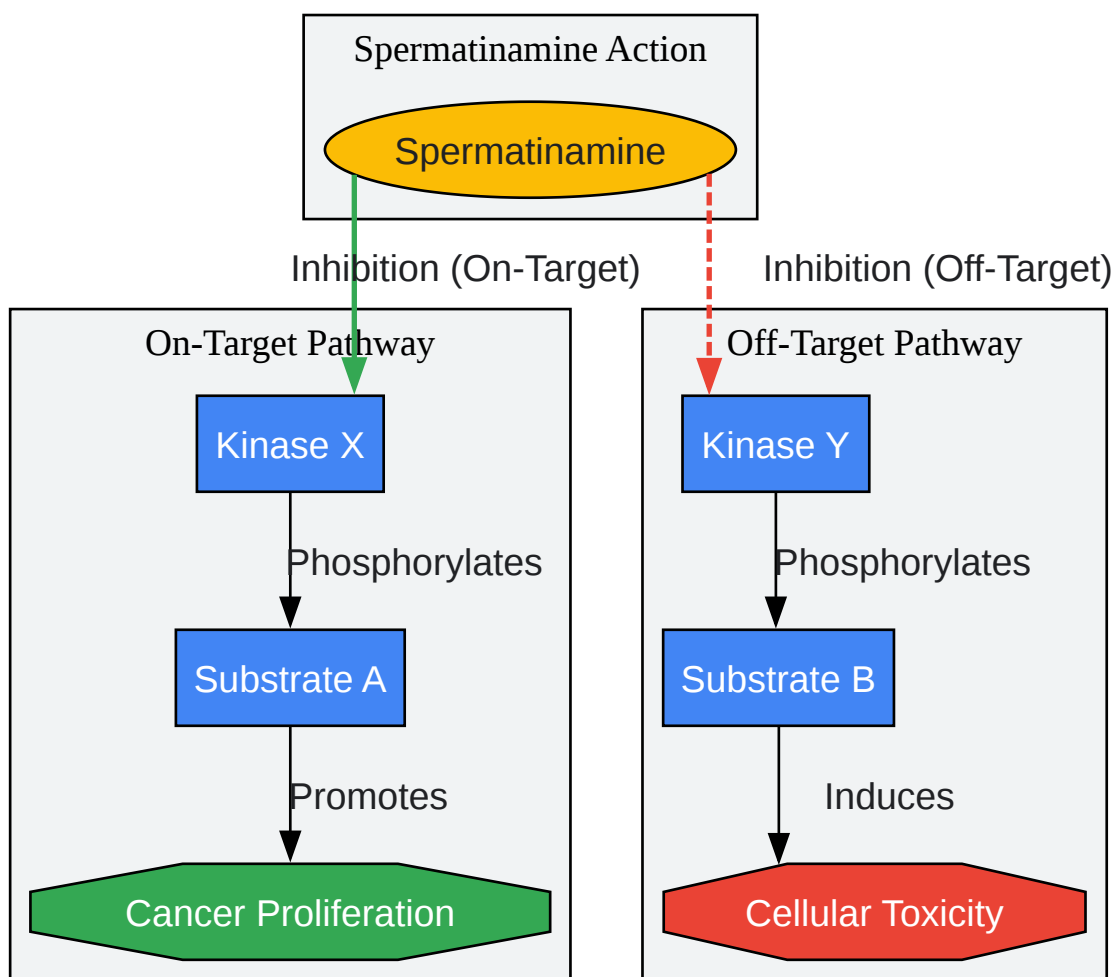 Spermatinamine Action
Spermatinamine
Inhibition (On-Target)
Inhibition (Off-Target)
On-Target Pathway
Off-Target Pathway
Kinase X
Kinase Y
Phosphorylates
Phosphorylates
Substrate A
Substrate B
Promotes
Induces
Cancer Proliferation
Cellular Toxicity